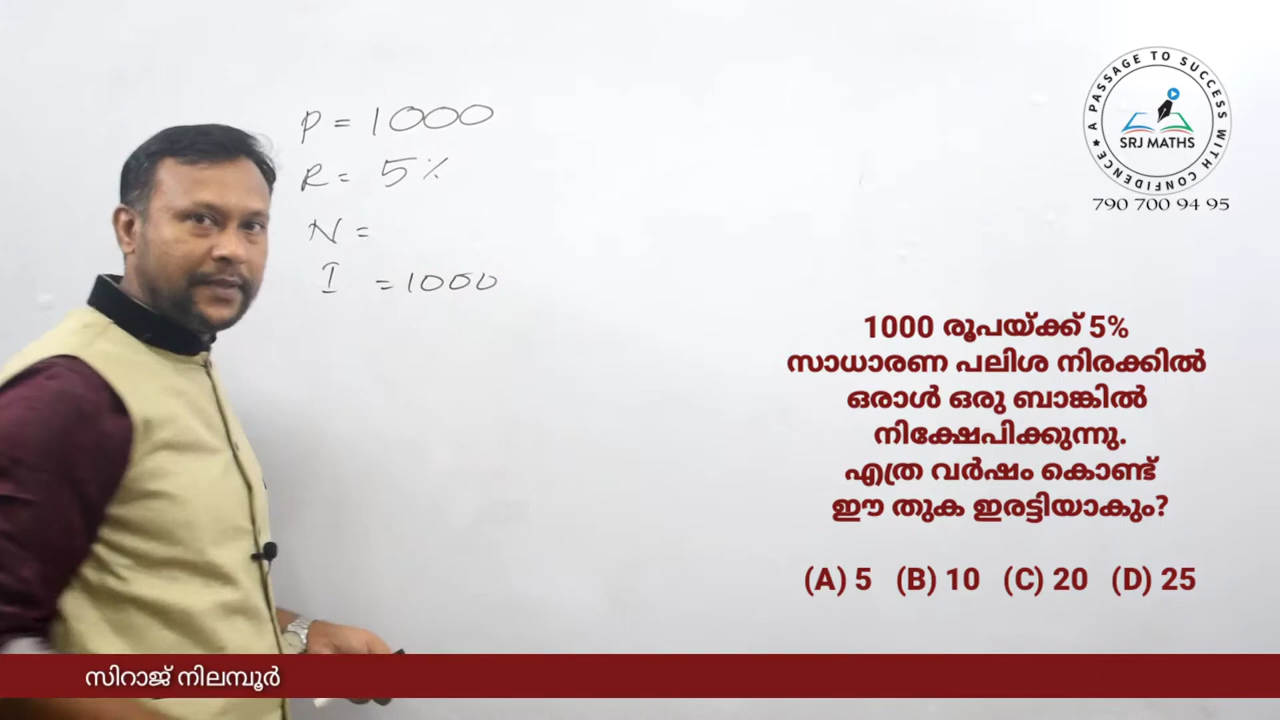 P = 1000
R = 5%
N =
I = 1000
A PASSAGE TO SUCCESS WITH CONFIDENCE
SRJ MATHS
790 700 94 95
1000 രൂപയ്ക്ക് 5%
സാധാരണ പലിശ നിരക്കിൽ
ഒരാൾ ഒരു ബാങ്കിൽ
നിക്ഷേപിക്കുന്നു.
എത്ര വർഷം കൊണ്ട്
ഈ തുക ഇരട്ടിയാകും?
(A) 5 (B) 10 (C) 20 (D) 25
സിറാജ് നിലമ്പൂർ